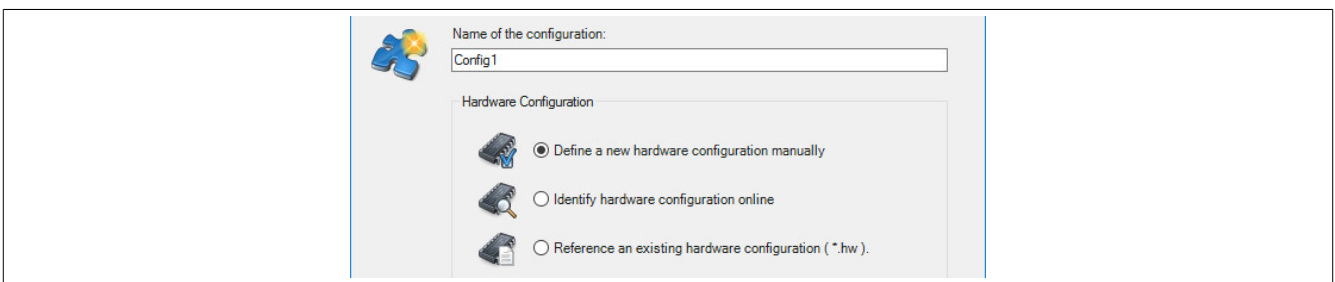 Name of the configuration:
Config1
Hardware Configuration
Define a new hardware configuration manually
Identify hardware configuration online
Reference an existing hardware configuration ( *.hw ).